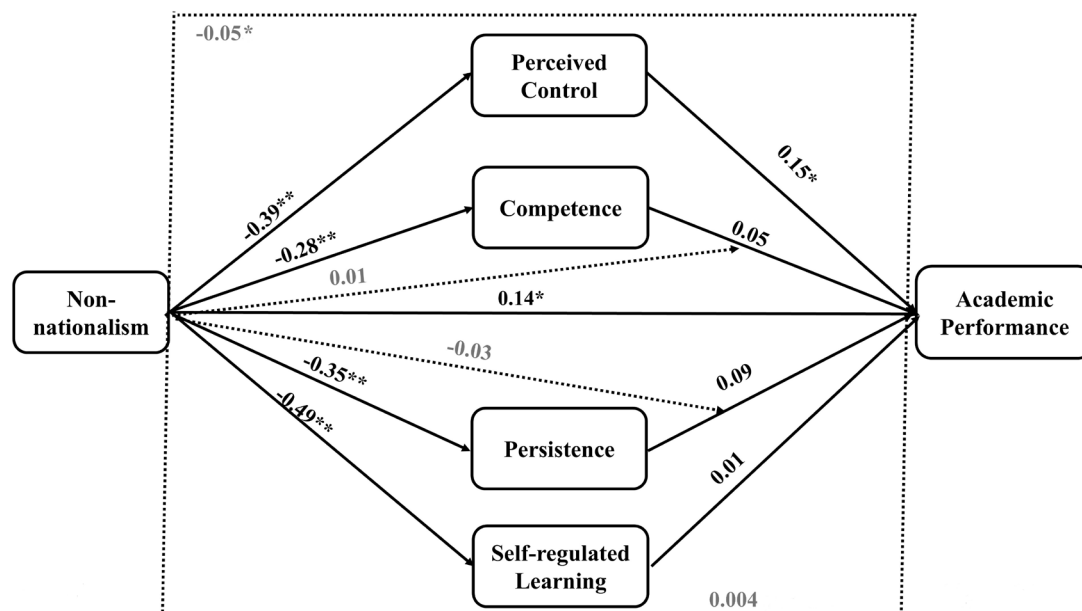 -0.05*
Perceived
Control
0.15*
-0.39**
Competence
0.05
-0.28**
0.01
Non-
nationalism
0.14*
Academic
Performance
-0.03
-0.35**
0.09
-0.49**
Persistence
0.01
Self-regulated
Learning
0.004